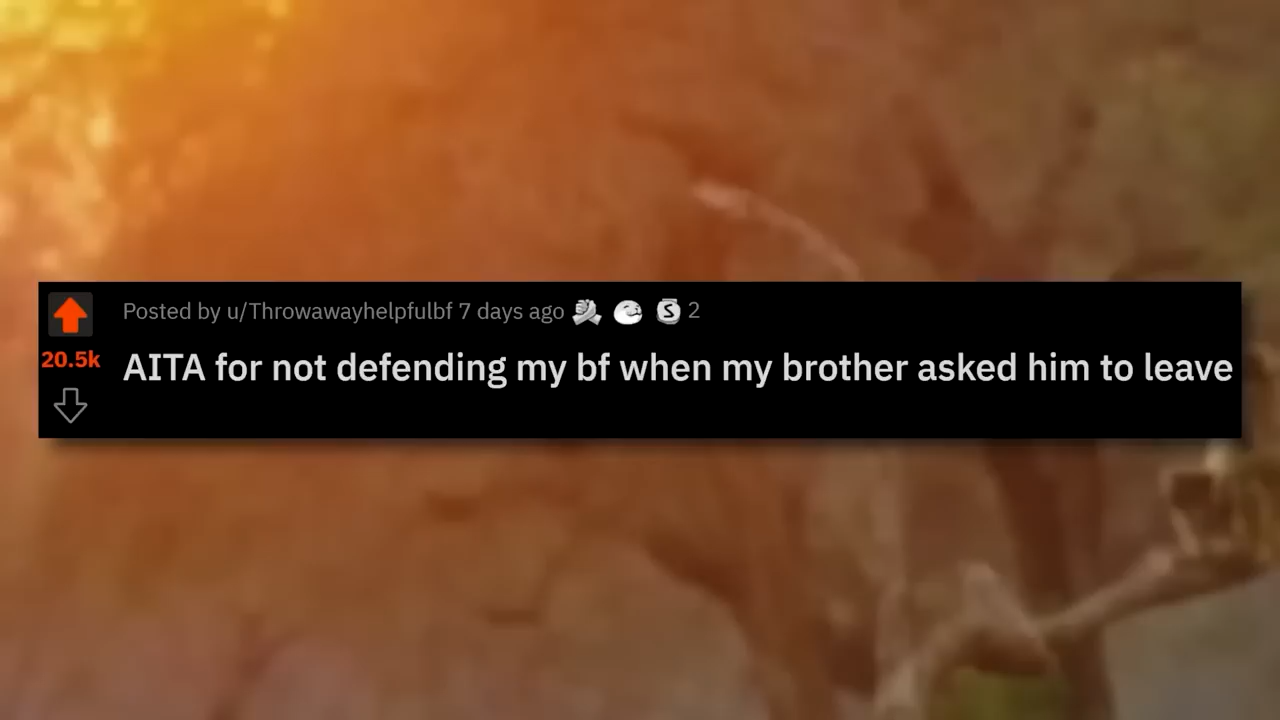 Posted by u/Throwawayhelpfulbf 7 days ago S 2
20.5k
AITA for not defending my bf when my brother asked him to leave